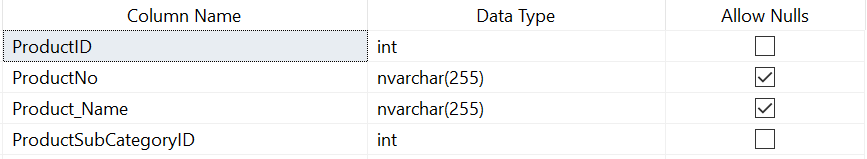 Column Name Data Type Allow Nulls
ProductID int
ProductNo nvarchar(255)
Product_Name nvarchar(255)
ProductSubCategoryID int